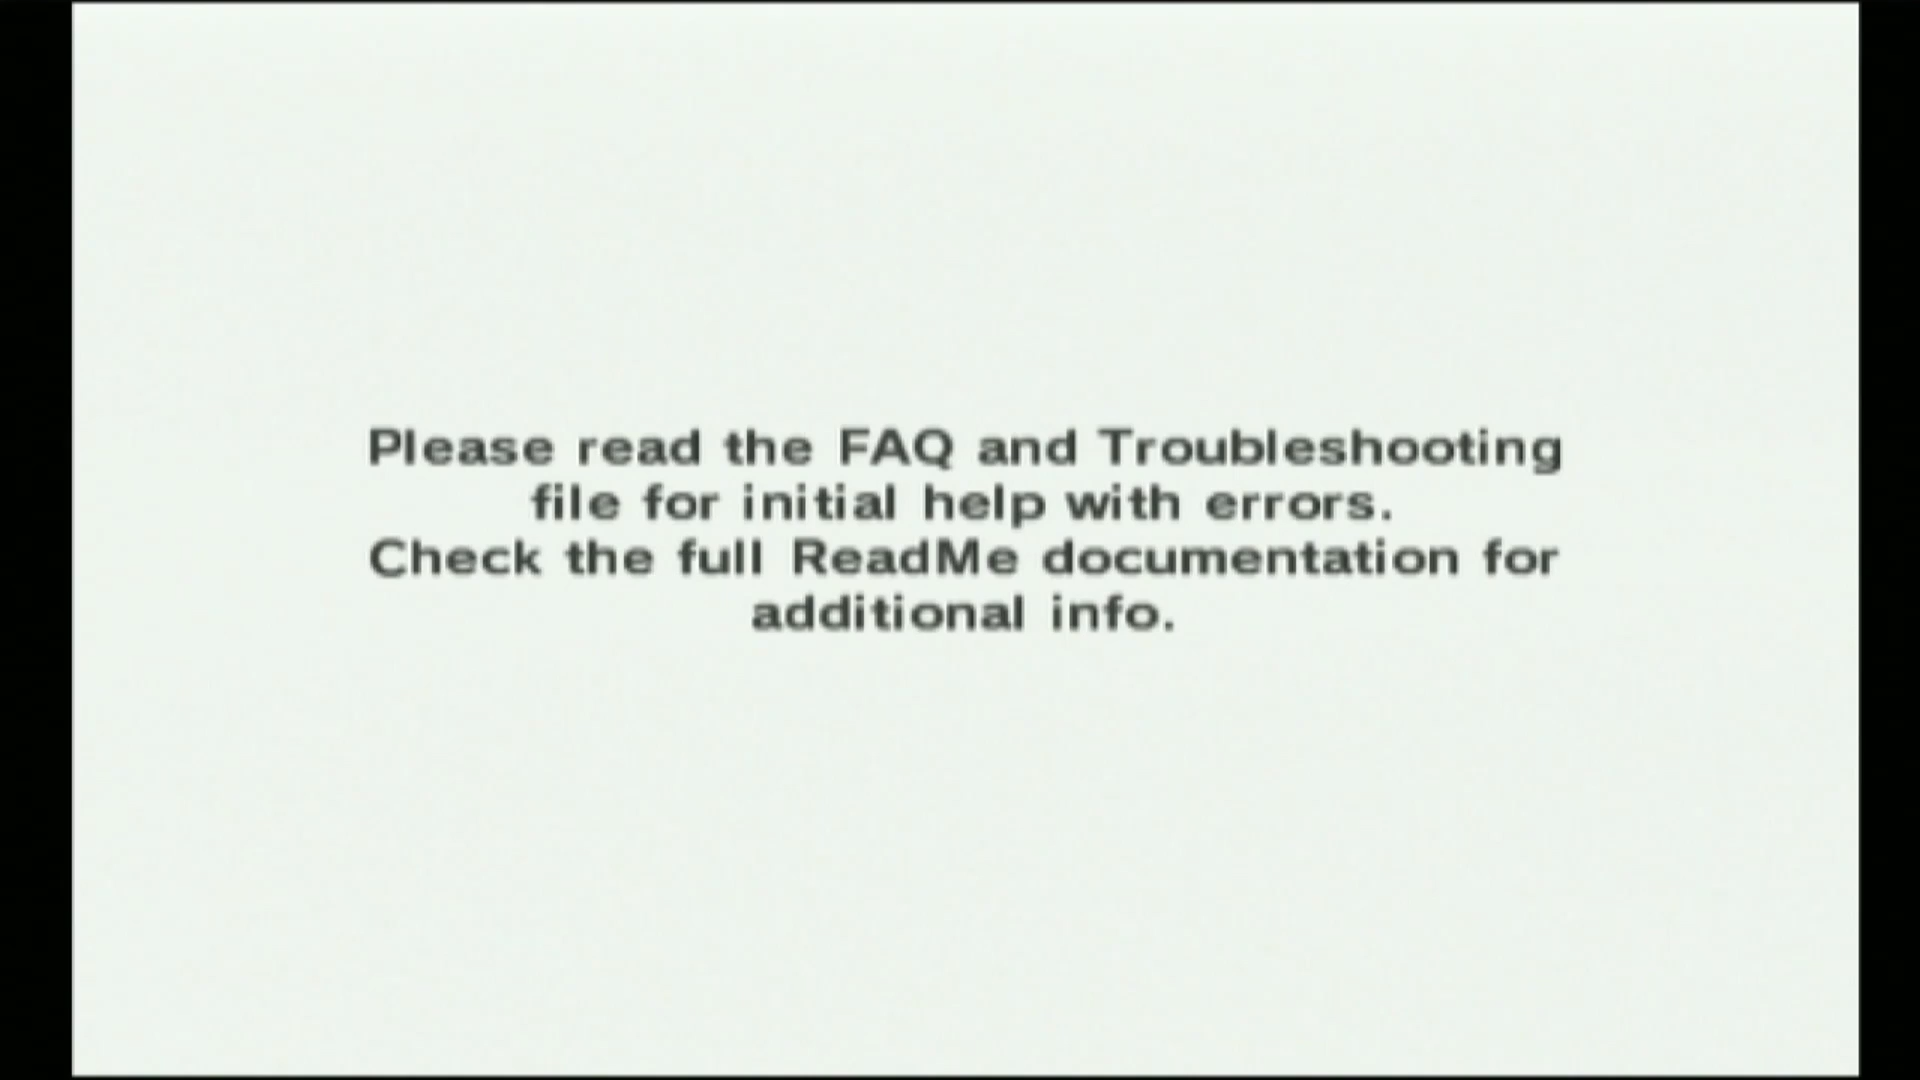 Please read the FAQ and Troubleshooting
file for initial help with errors.
Check the full ReadMe documentation for
additional info.